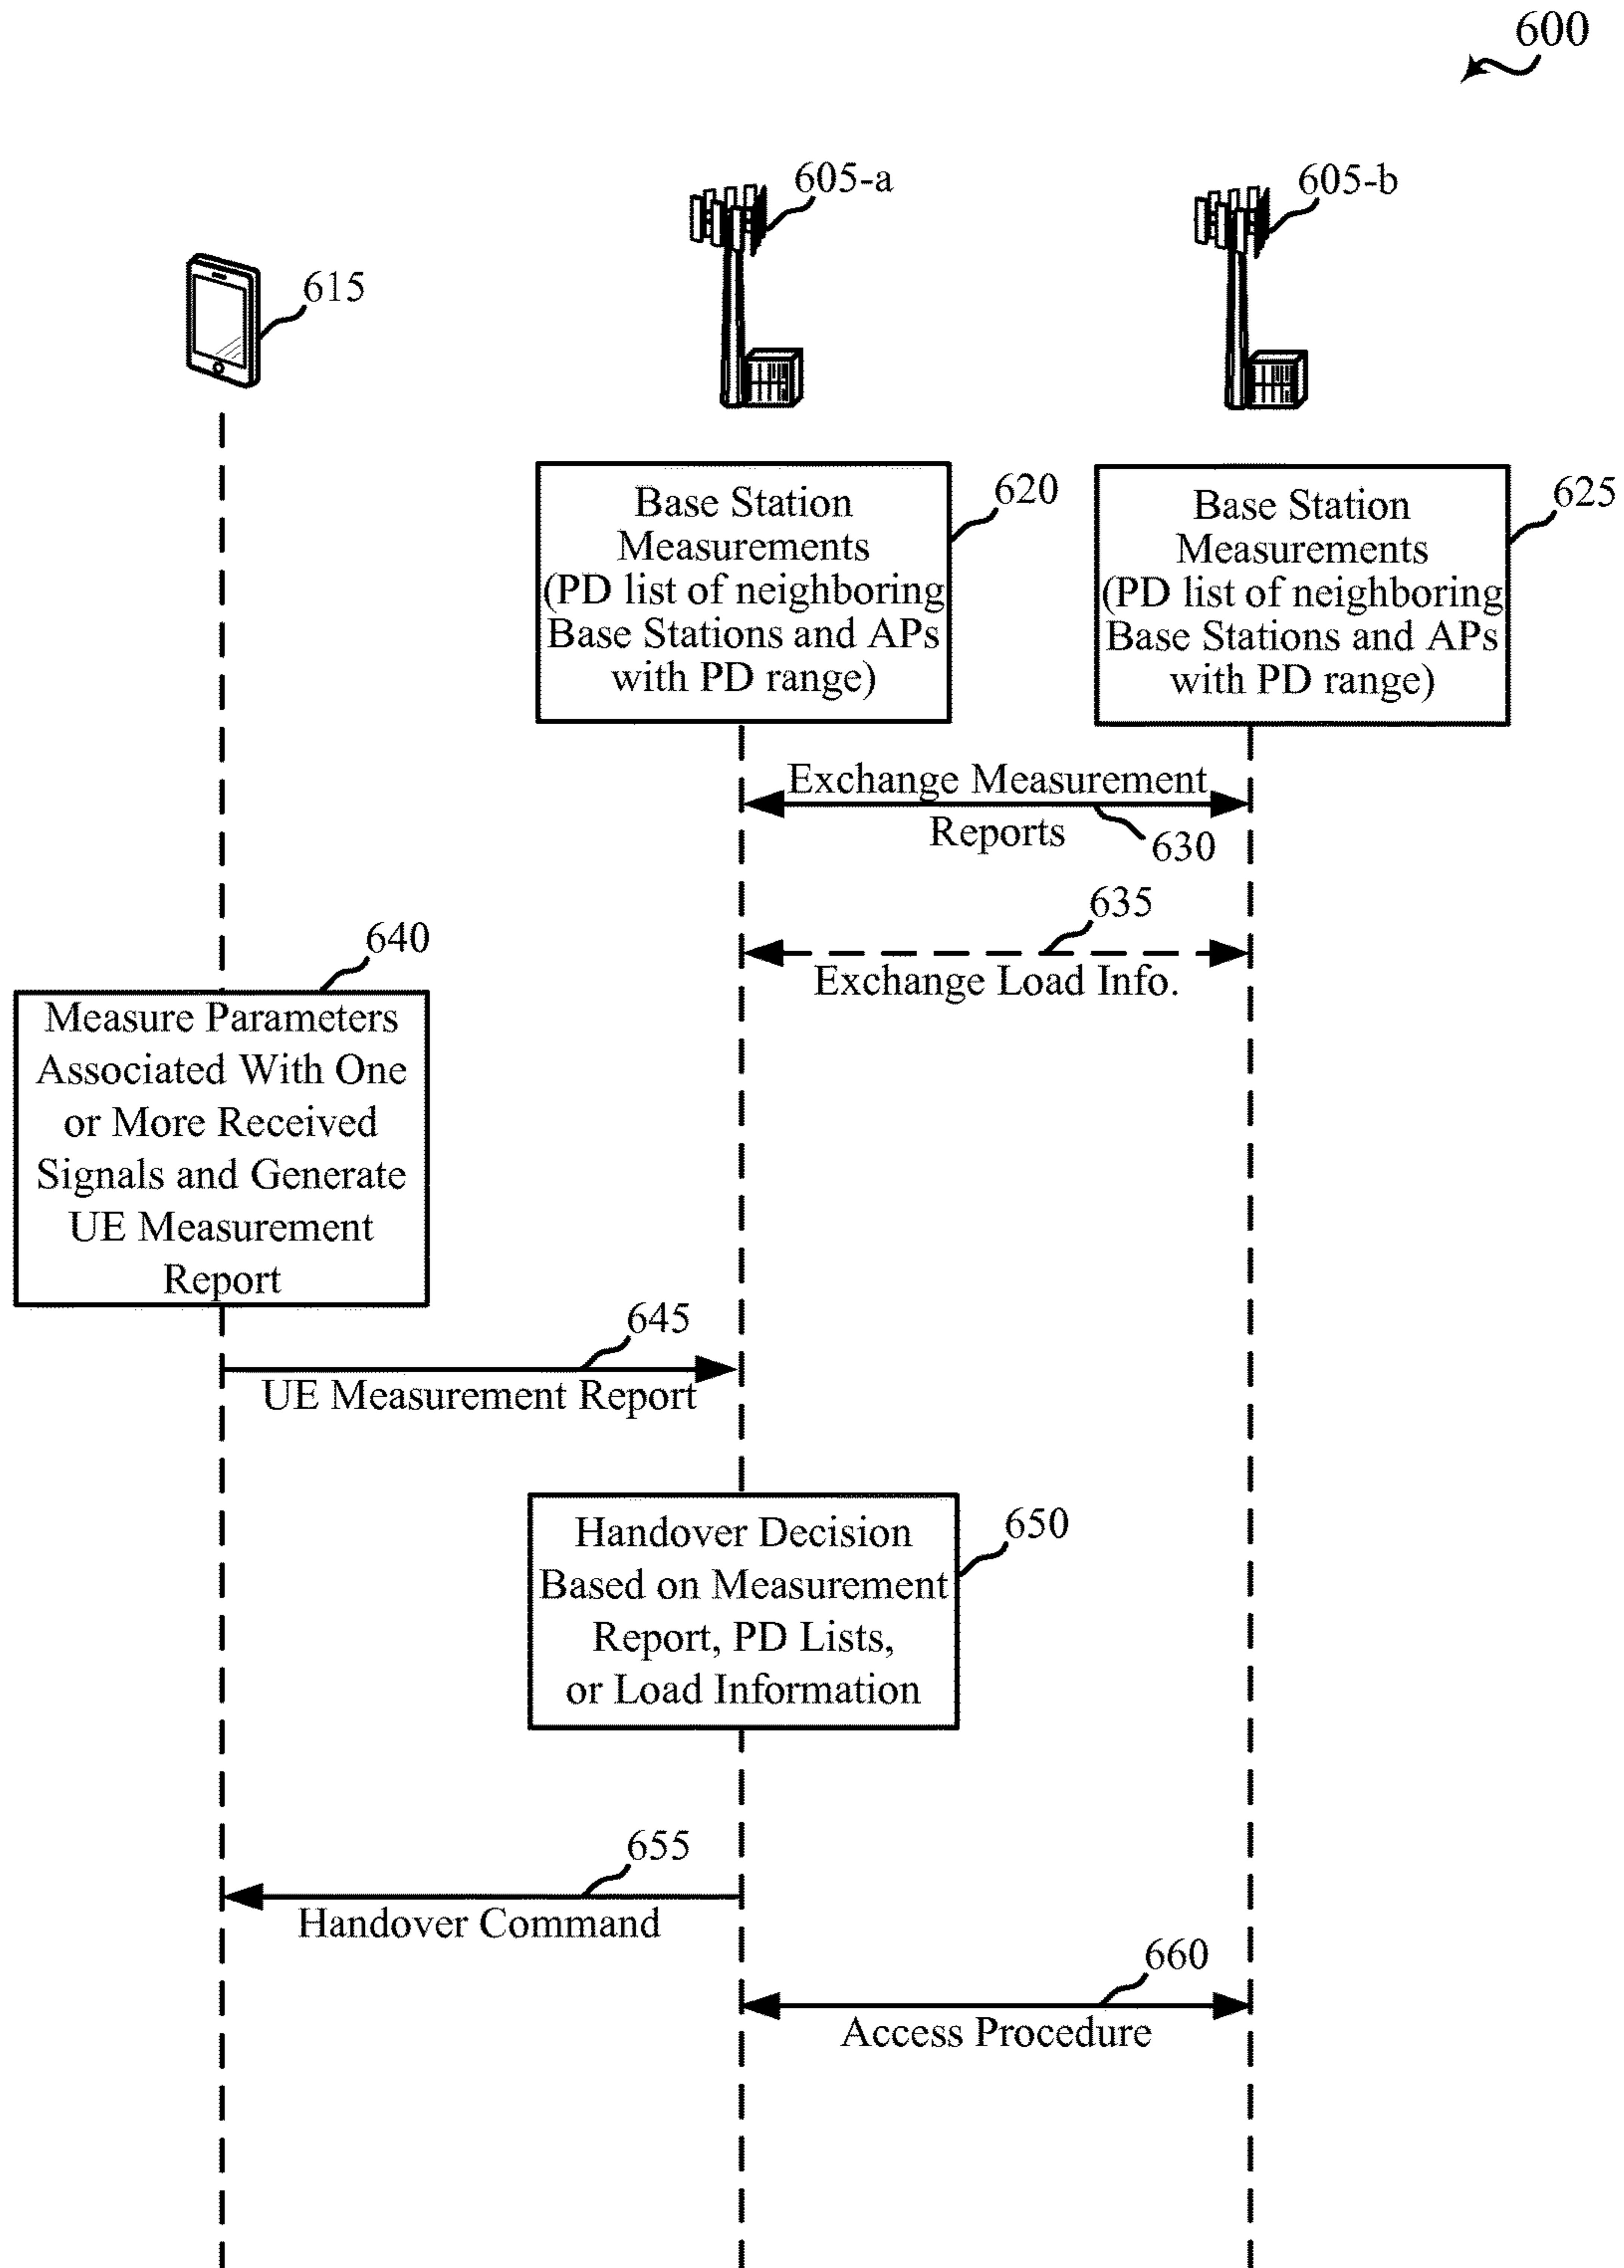 600
605-a
605-b
615
Base Station
Measurements
(PD list of neighboring
Base Stations and APs
with PD range)
620
Base Station
Measurements
(PD list of neighboring
Base Stations and APs
with PD range)
625
Exchange Measurement
Reports
630
635
Exchange Load Info.
640
Measure Parameters
Associated With One
or More Received
Signals and Generate
UE Measurement
Report
645
UE Measurement Report
Handover Decision
Based on Measurement
Report, PD Lists,
or Load Information
650
655
Handover Command
660
Access Procedure